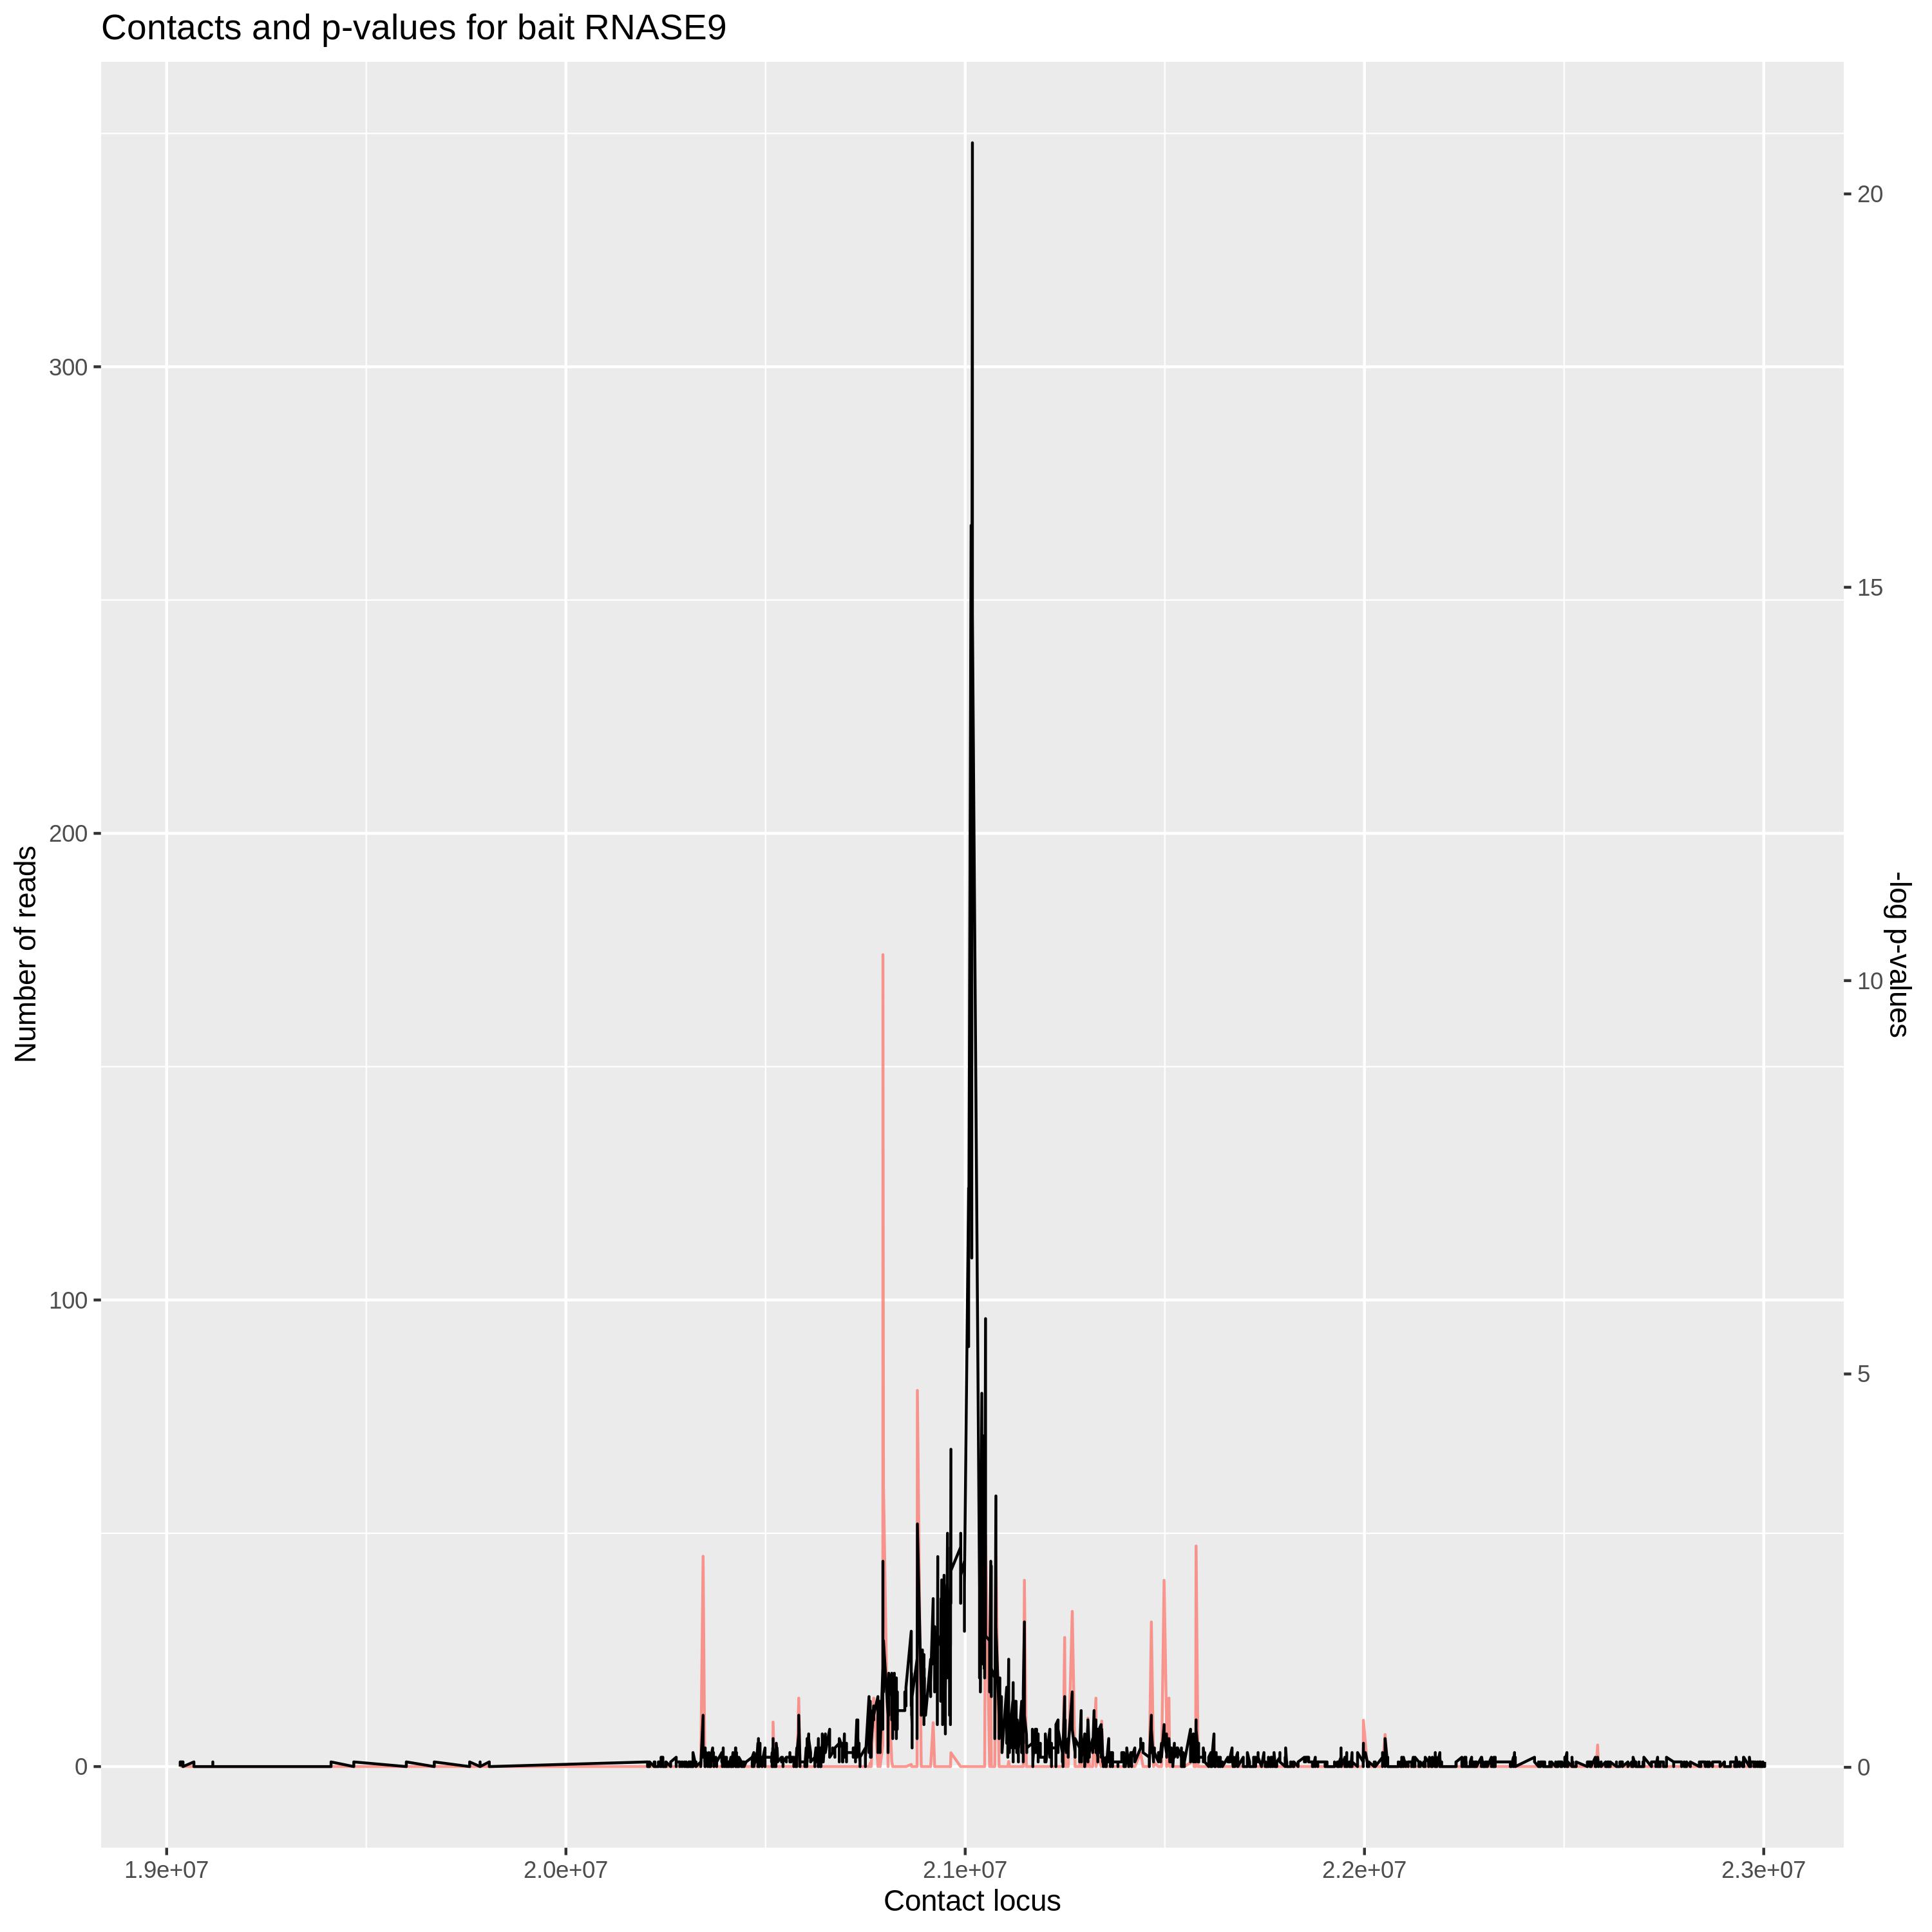 Contacts and p-values for bait RNASE9
300
200
100
0
20
15
10
5
0
Number of reads
-log p-values
1.9e+07
2.0e+07
2.1e+07
2.2e+07
2.3e+07
Contact locus